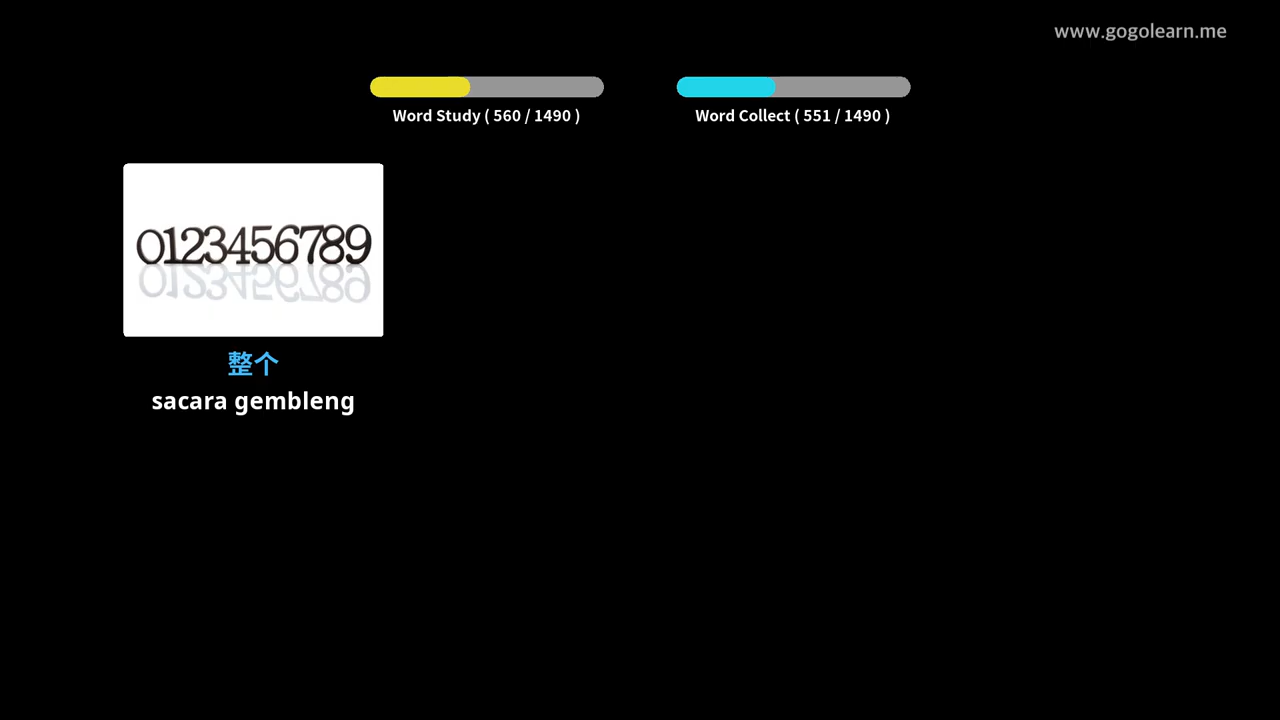 www.gogolearn.me
Word Study ( 560 / 1490 )
Word Collect ( 551 / 1490 )
0123456789
整个
sacara gembleng